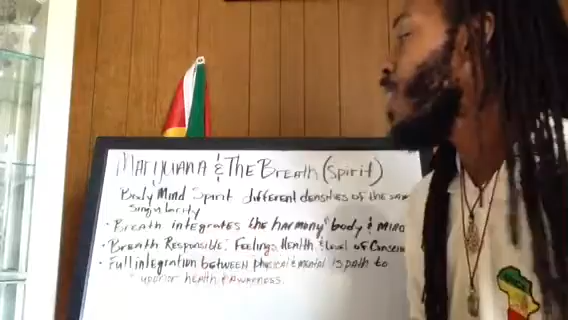 MARIJUANA & THE BREATH (SPIRIT)
Body Mind Spirit different densities of the
Singularity
• Breath integrates the harmony "body & MIND
• Breath Responsible: Feelings, Health & Level of
• Full integration between physical & mental is path to
superior health & awareness.